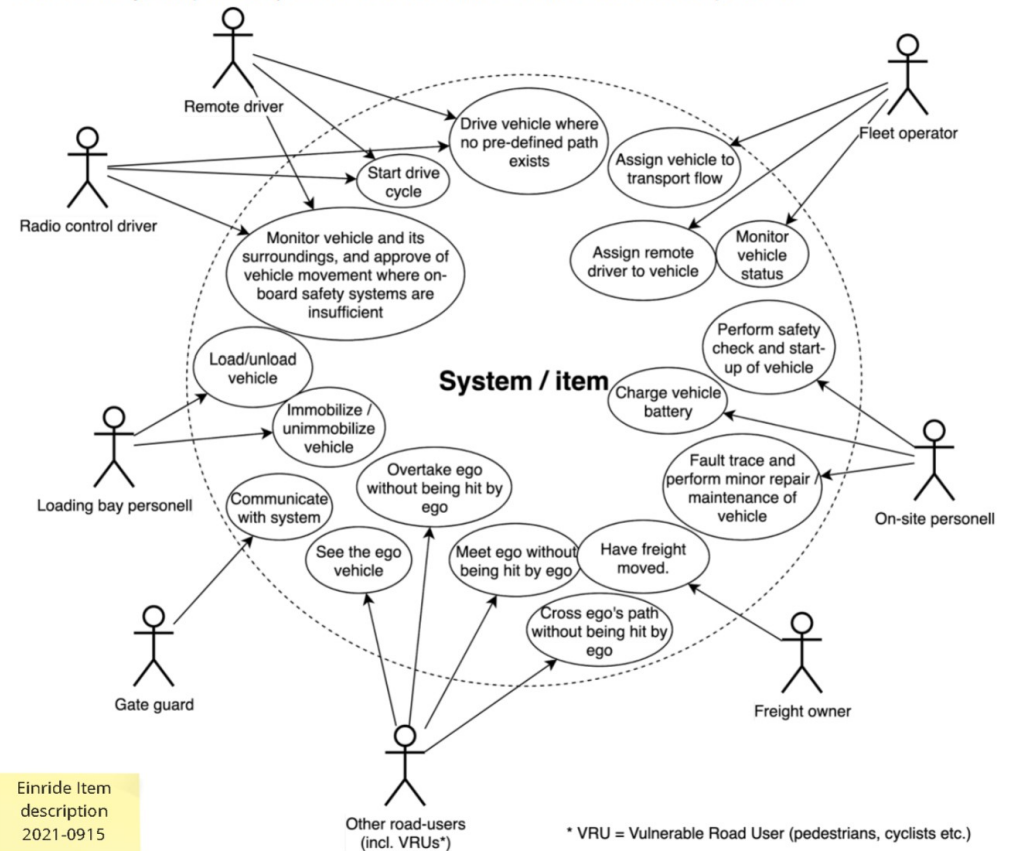 Remote driver
Fleet operator
Drive vehicle where
no pre-defined path
exists
Assign vehicle to
transport flow
Start drive
cycle
Radio control driver
Monitor vehicle and its
surroundings, and approve of
vehicle movement where on-
board safety systems are
insufficient
Assign remote
driver to vehicle
Monitor
vehicle
status
Perform safety
check and start-
up of vehicle
Load/unload
vehicle
System / item
Charge vehicle
battery
Immobilize /
unimmobilize
vehicle
Loading bay personell
Overtake ego
without being hit by
ego
Fault trace and
perform minor repair /
maintenance of
vehicle
On-site personell
Communicate
with system
See the ego
vehicle
Meet ego without
being hit by ego
Have freight
moved.
Cross ego's path
without being hit by
ego
Gate guard
Freight owner
Einride Item
description
2021-0915
Other road-users
(incl. VRUs*)
* VRU = Vulnerable Road User (pedestrians, cyclists etc.)